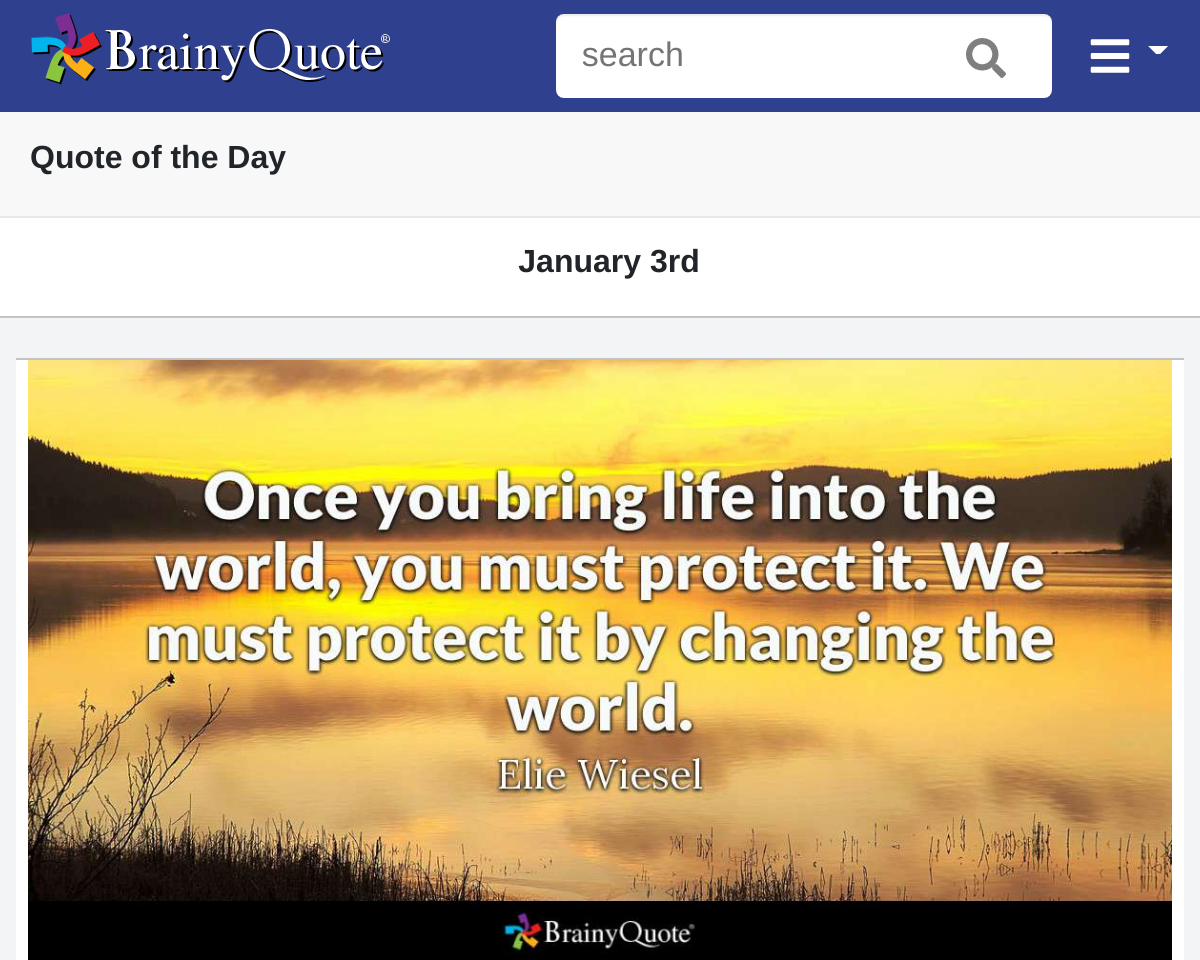 BrainyQuote®
search
Quote of the Day
January 3rd
Once you bring life into the
world, you must protect it. We
must protect it by changing the
world.
Elie Wiesel
BrainyQuote®